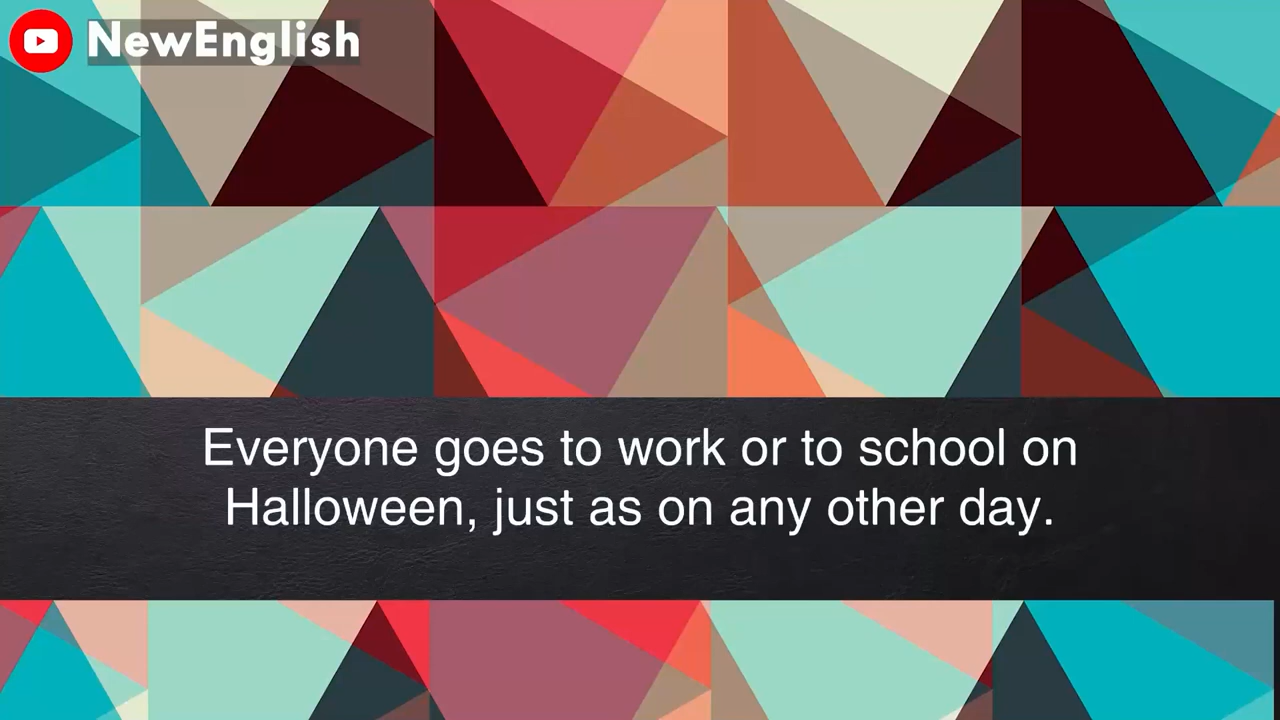 NewEnglish
Everyone goes to work or to school on
Halloween, just as on any other day.